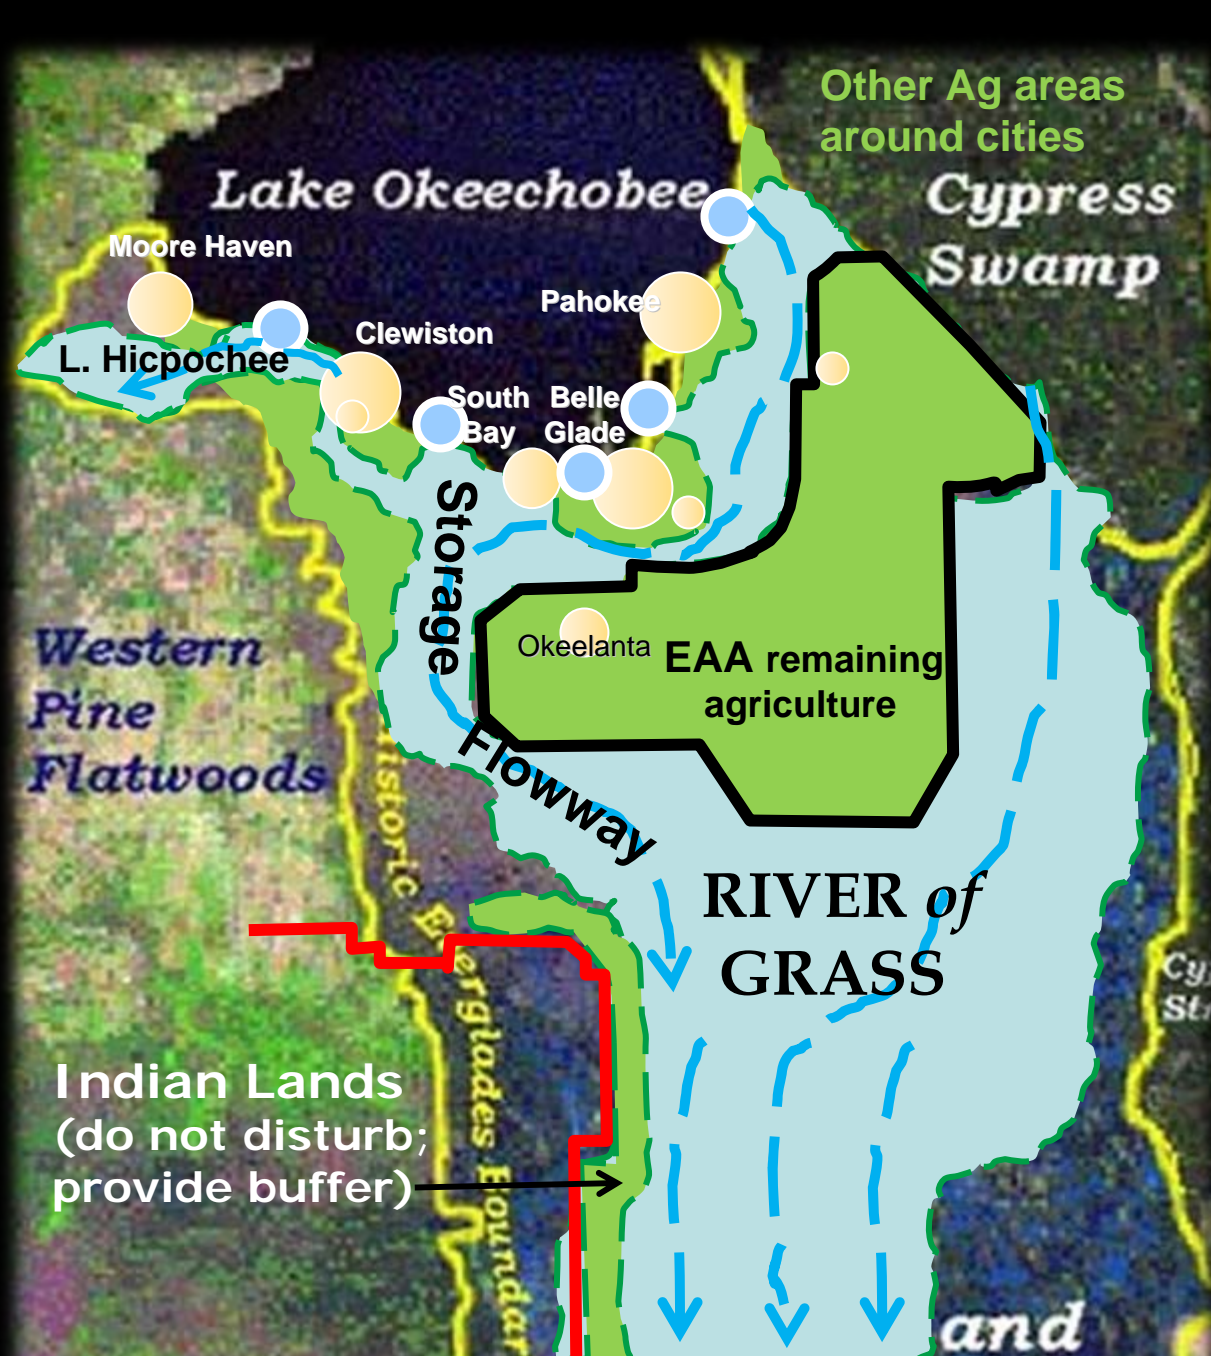 Other Ag areas
around cities
Lake Okeechobee
Cypress
Swamp
Moore Haven
Pahokee
Clewiston
L. Hicpochee
South
Bay
Belle
Glade
Storage
Okeelanta
EAA remaining
agriculture
Western
Pine
Flatwoods
Flowway
RIVER of
GRASS
Everglades
Indian Lands
(do not disturb;
provide buffer)
and